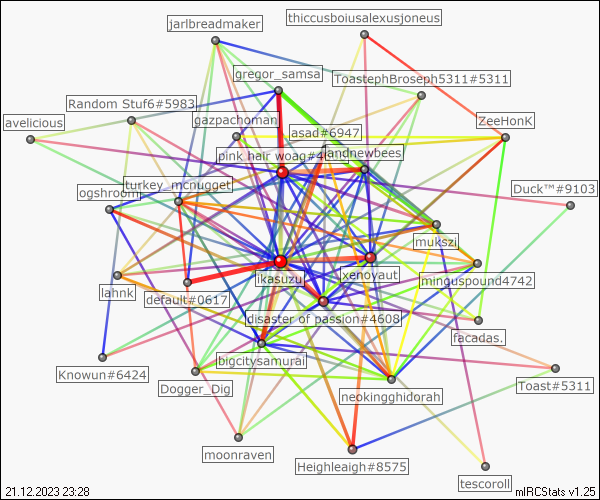 jarlbreadmaker
thiccusboiusalexusjoneus
gregor_samsa
ToastephBroseph5311#5311
Random Stuf6#5983
avelicious
gazpachoman
asad#6947
ZeeHonK
pink hair woag#4
landnewbees
turkey_mcnugget
ogshroom
Duck™#9103
mukszi
lahnk
default#0617
ikasuzu
xenoyaut
minguspound4742
disaster of passion#4608
facadas.
Knowun#6424
bigcitysamurai
Dogger_Dig
neokingghidorah
Toast#5311
moonraven
Heighleaigh#8575
tescoroll
21.12.2023 23:28
mIRCStats v1.25